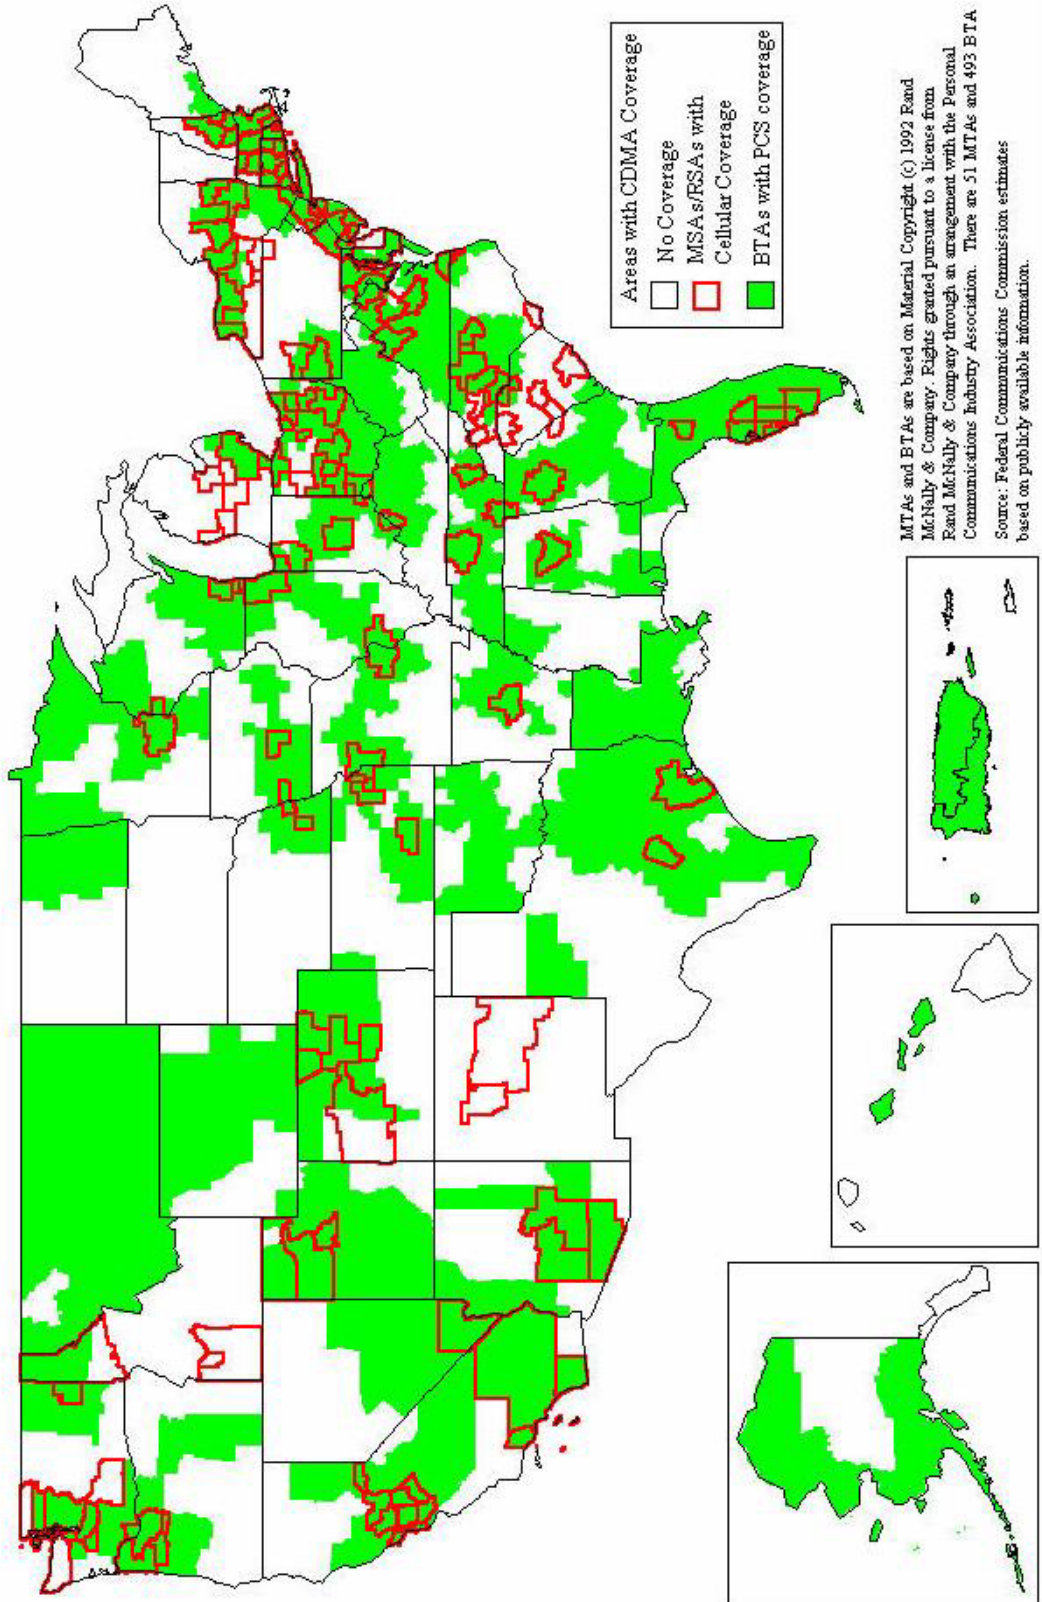 Areas with CDMA Coverage
No Coverage
MSAs/RSAs with
Cellular Coverage
BTAs with PCS coverage
MTAs and BTAs are based on Material Copyright (c) 1992 Rand
McNally & Company. Rights granted pursuant to a license from
Rand McNally & Company through an arrangement with the Personal
Communications Industry Association. There are 51 MTAs and 493 BTA
Source: Federal Communications Commission estimates
based on publicly available information.